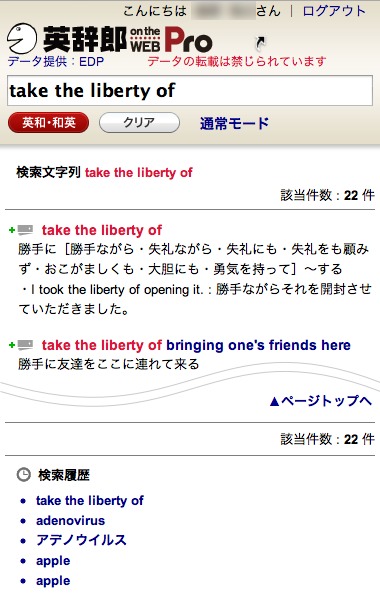 こんにちは さん | ログアウト
英辞郎 on the WEB Pro
データ提供：EDP データの転載は禁じられています
take the liberty of
英和・和英 クリア 通常モード
検索文字列 take the liberty of
該当件数 : 22 件
take the liberty of
勝手に［勝手ながら・失礼ながら・失礼にも・失礼をも顧み
ず・おこがましくも・大胆にも・勇気を持って］～する
・I took the liberty of opening it. : 勝手ながらそれを開封させ
ていただきました。
take the liberty of bringing one's friends here
勝手に友達をここに連れて来る
▲ページトップへ
該当件数 : 22 件
検索履歴
take the liberty of
adenovirus
アデノウイルス
apple
apple